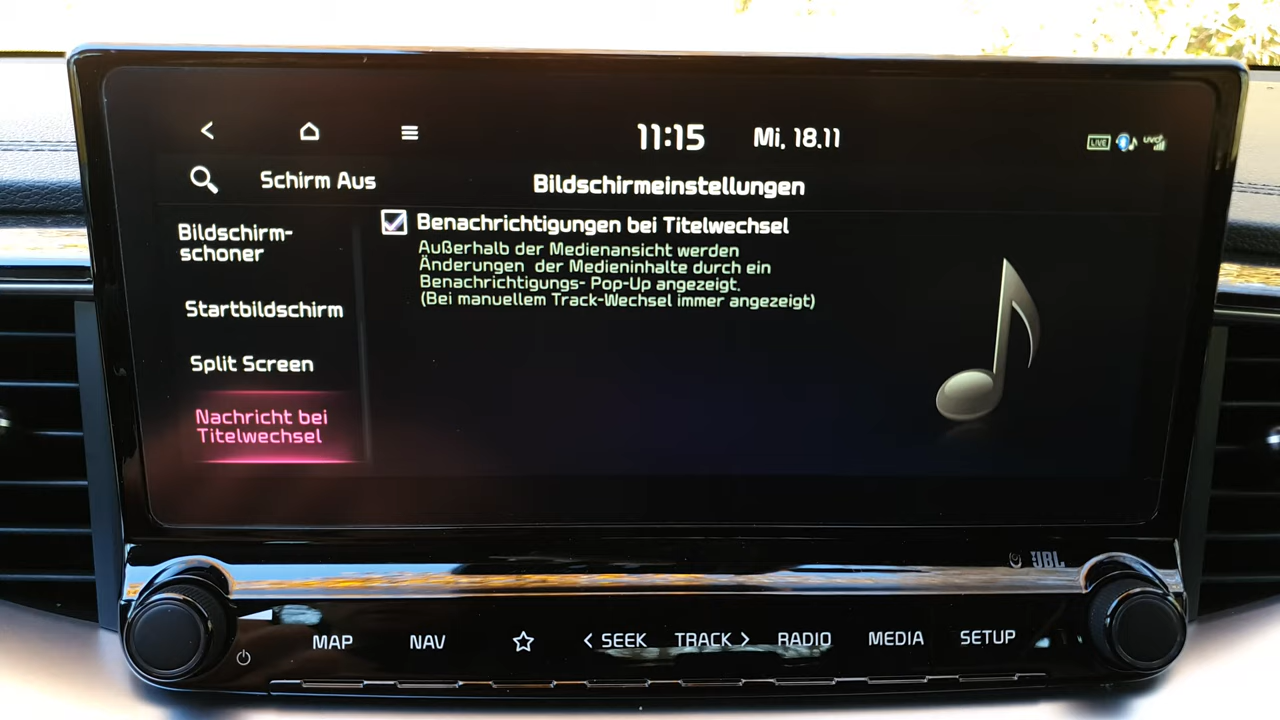 11:15 Mi, 18.11
LIVE
Schirm Aus
Bildschirmeinstellungen
Bildschirm-
schoner
Startbildschirm
Split Screen
Nachricht bei
Titelwechsel
Benachrichtigungen bei Titelwechsel
Außerhalb der Medienansicht werden
Änderungen der Medieninhalte durch ein
Benachrichtigungs- Pop-Up angezeigt.
(Bei manuellem Track-Wechsel immer angezeigt)
JBL
MAP NAV < SEEK TRACK > RADIO MEDIA SETUP